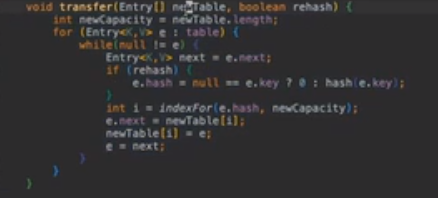 void transfer(Entry[] newTable, boolean rehash) {
int newCapacity = newTable.length;
for (Entry<K,V> e : table) {
while(null != e) {
Entry<K,V> next = e.next;
if (rehash) {
e.hash = null == e.key ? 0 : hash(e.key);
}
int i = indexFor(e.hash, newCapacity);
e.next = newTable[i];
newTable[i] = e;
e = next;
}
}
}